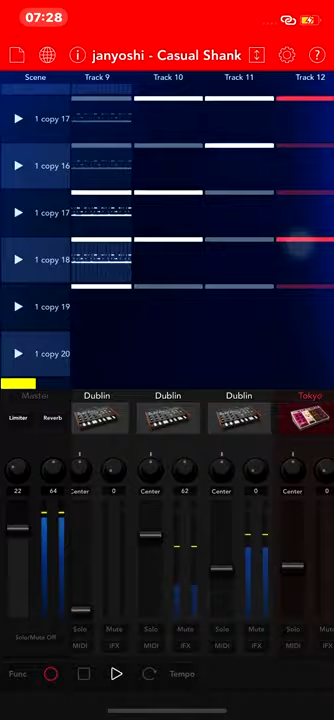 07:28
janyoshi - Casual Shank
Scene Track 9 Track 10 Track 11 Track 12
1 copy 17
1 copy 16
1 copy 17
1 copy 18
1 copy 19
1 copy 20
Master Dublin Dublin Dublin Tokyo
Limiter Reverb
22 64 Center 0 Center 62 Center 0 Center 0
Solo Mute Solo Mute Solo Mute Solo
Solo/Mute Off
MIDI IFX MIDI IFX MIDI IFX MIDI
Func Tempo